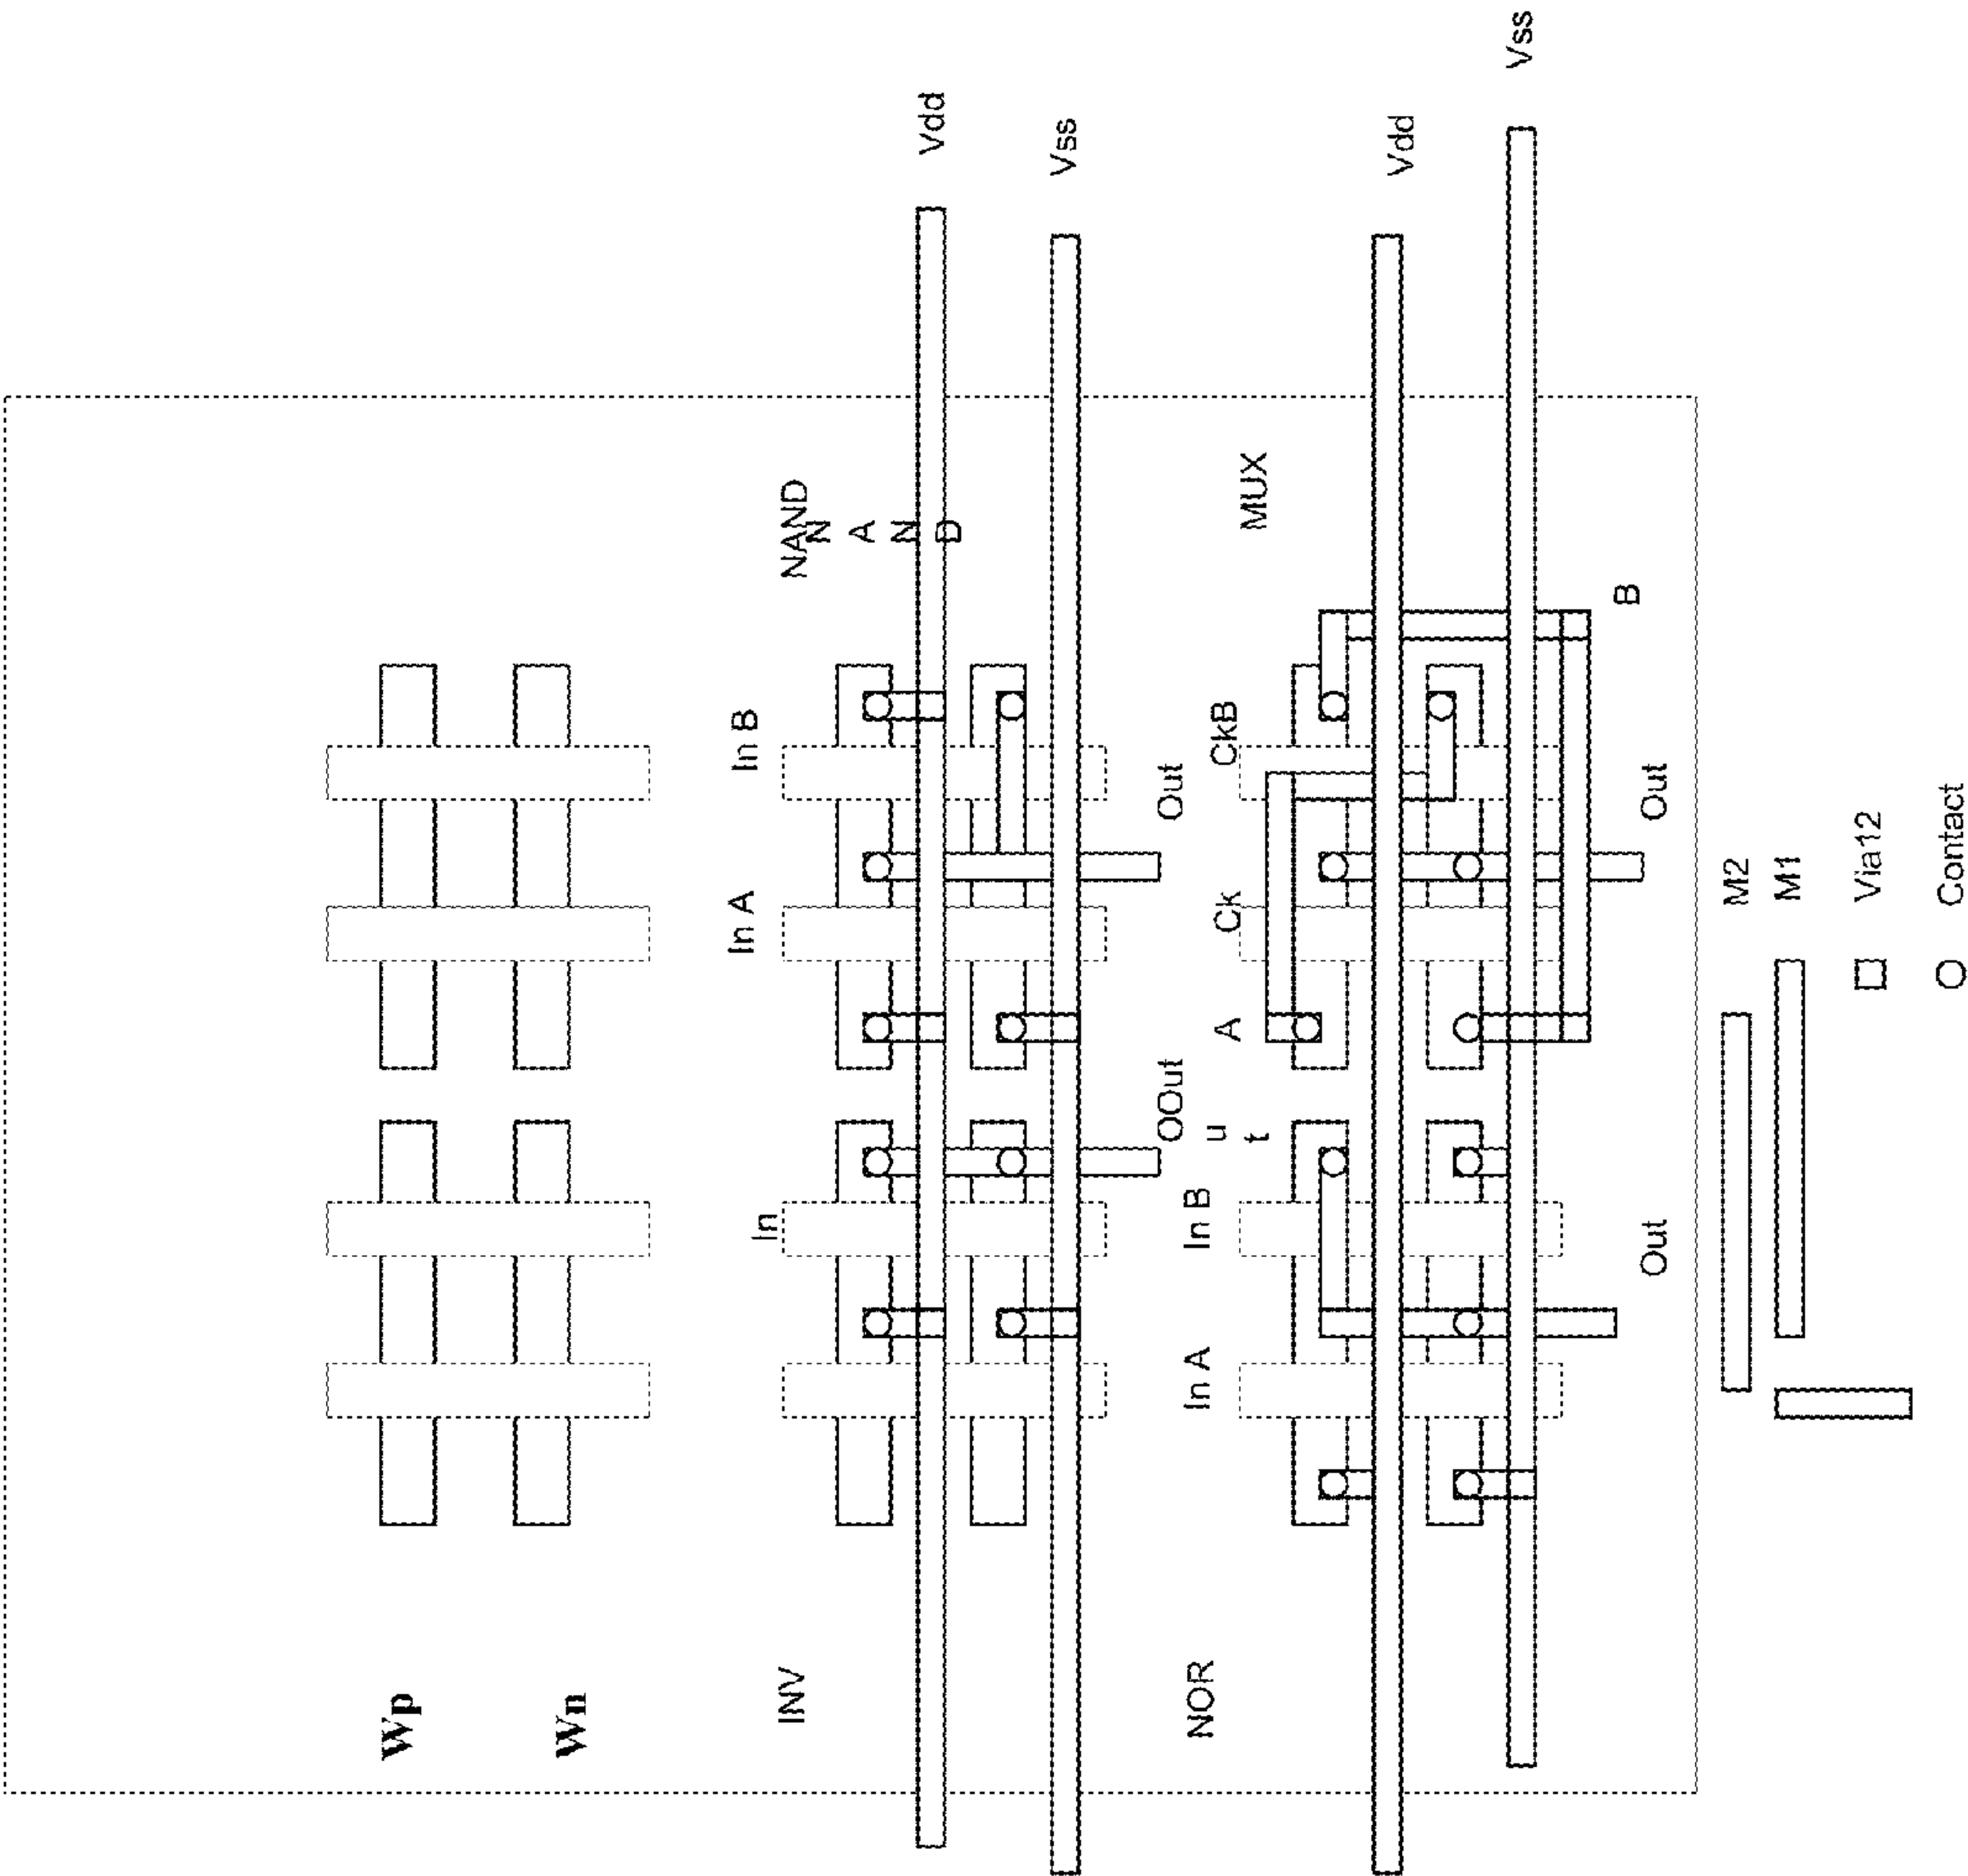 Wp
Wn
In
In A
In B
INV
NAND
N
A
N
D
Vdd
Vss
OOut
u
t
Out
NOR
In A
In B
A
Ck
CkB
MUX
Vdd
Vss
B
Out
Out
M2
M1
Via12
Contact